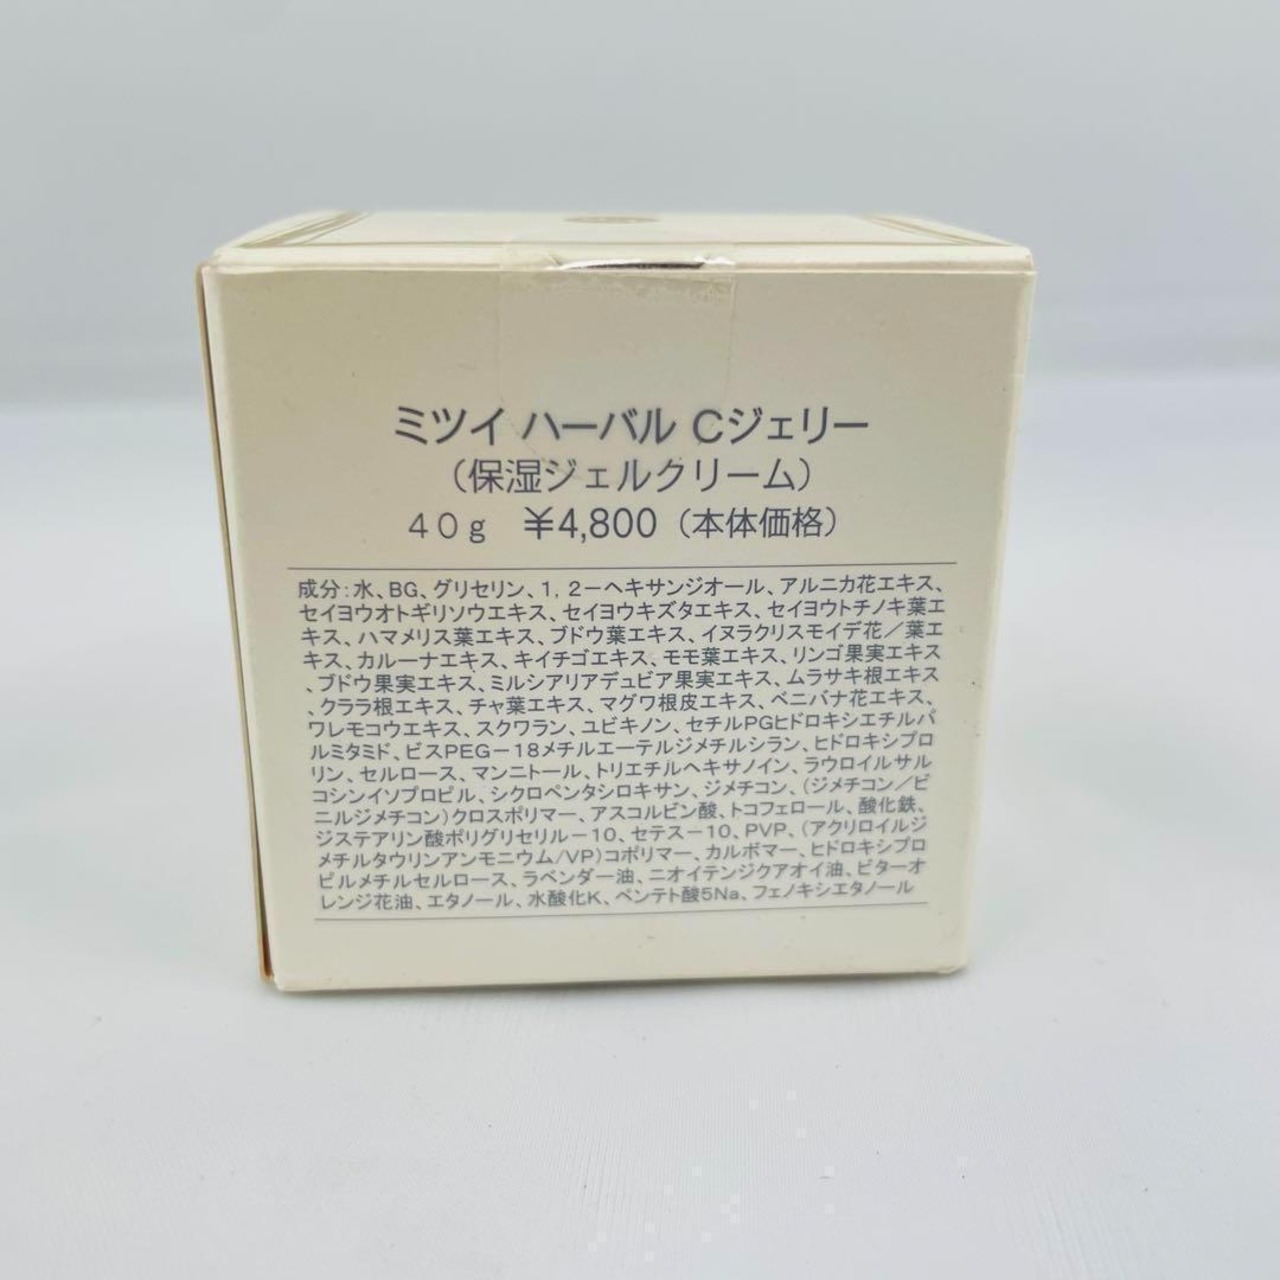 ミツイ ハーバル Cジェリー
（保湿ジェルクリーム）
40g ¥4,800（本体価格）
成分：水、BG、グリセリン、1，2－ヘキサンジオール、アルニカ花エキス、
セイヨウオトギリソウエキス、セイヨウキズタエキス、セイヨウトチノキ葉エ
キス、ハマメリス葉エキス、ブドウ葉エキス、イヌラクリスモイデ花／葉エ
キス、カルーナエキス、キイチゴエキス、モモ葉エキス、リンゴ果実エキス
、ブドウ果実エキス、ミルシアリアデュビア果実エキス、ムラサキ根エキス
、クララ根エキス、チャ葉エキス、マグワ根皮エキス、ベニバナ花エキス、
ワレモコウエキス、スクワラン、ユビキノン、セチルPGヒドロキシエチルパ
ルミタミド、ビスPEG－18メチルエーテルジメチルシラン、ヒドロキシプロ
リン、セルロース、マンニトール、トリエチルヘキサノイン、ラウロイルサル
コシンイソプロピル、シクロペンタシロキサン、ジメチコン、（ジメチコン／ビ
ニルジメチコン）クロスポリマー、アスコルビン酸、トコフェロール、酸化鉄、
ジステアリン酸ポリグリセリル－10、セテス－10、PVP、（アクリロイルジ
メチルタウリンアンモニウム/VP）コポリマー、カルボマー、ヒドロキシプロ
ピルメチルセルロース、ラベンダー油、ニオイテンジクアオイ油、ビターオ
レンジ花油、エタノール、水酸化K、ペンテト酸5Na、フェノキシエタノール